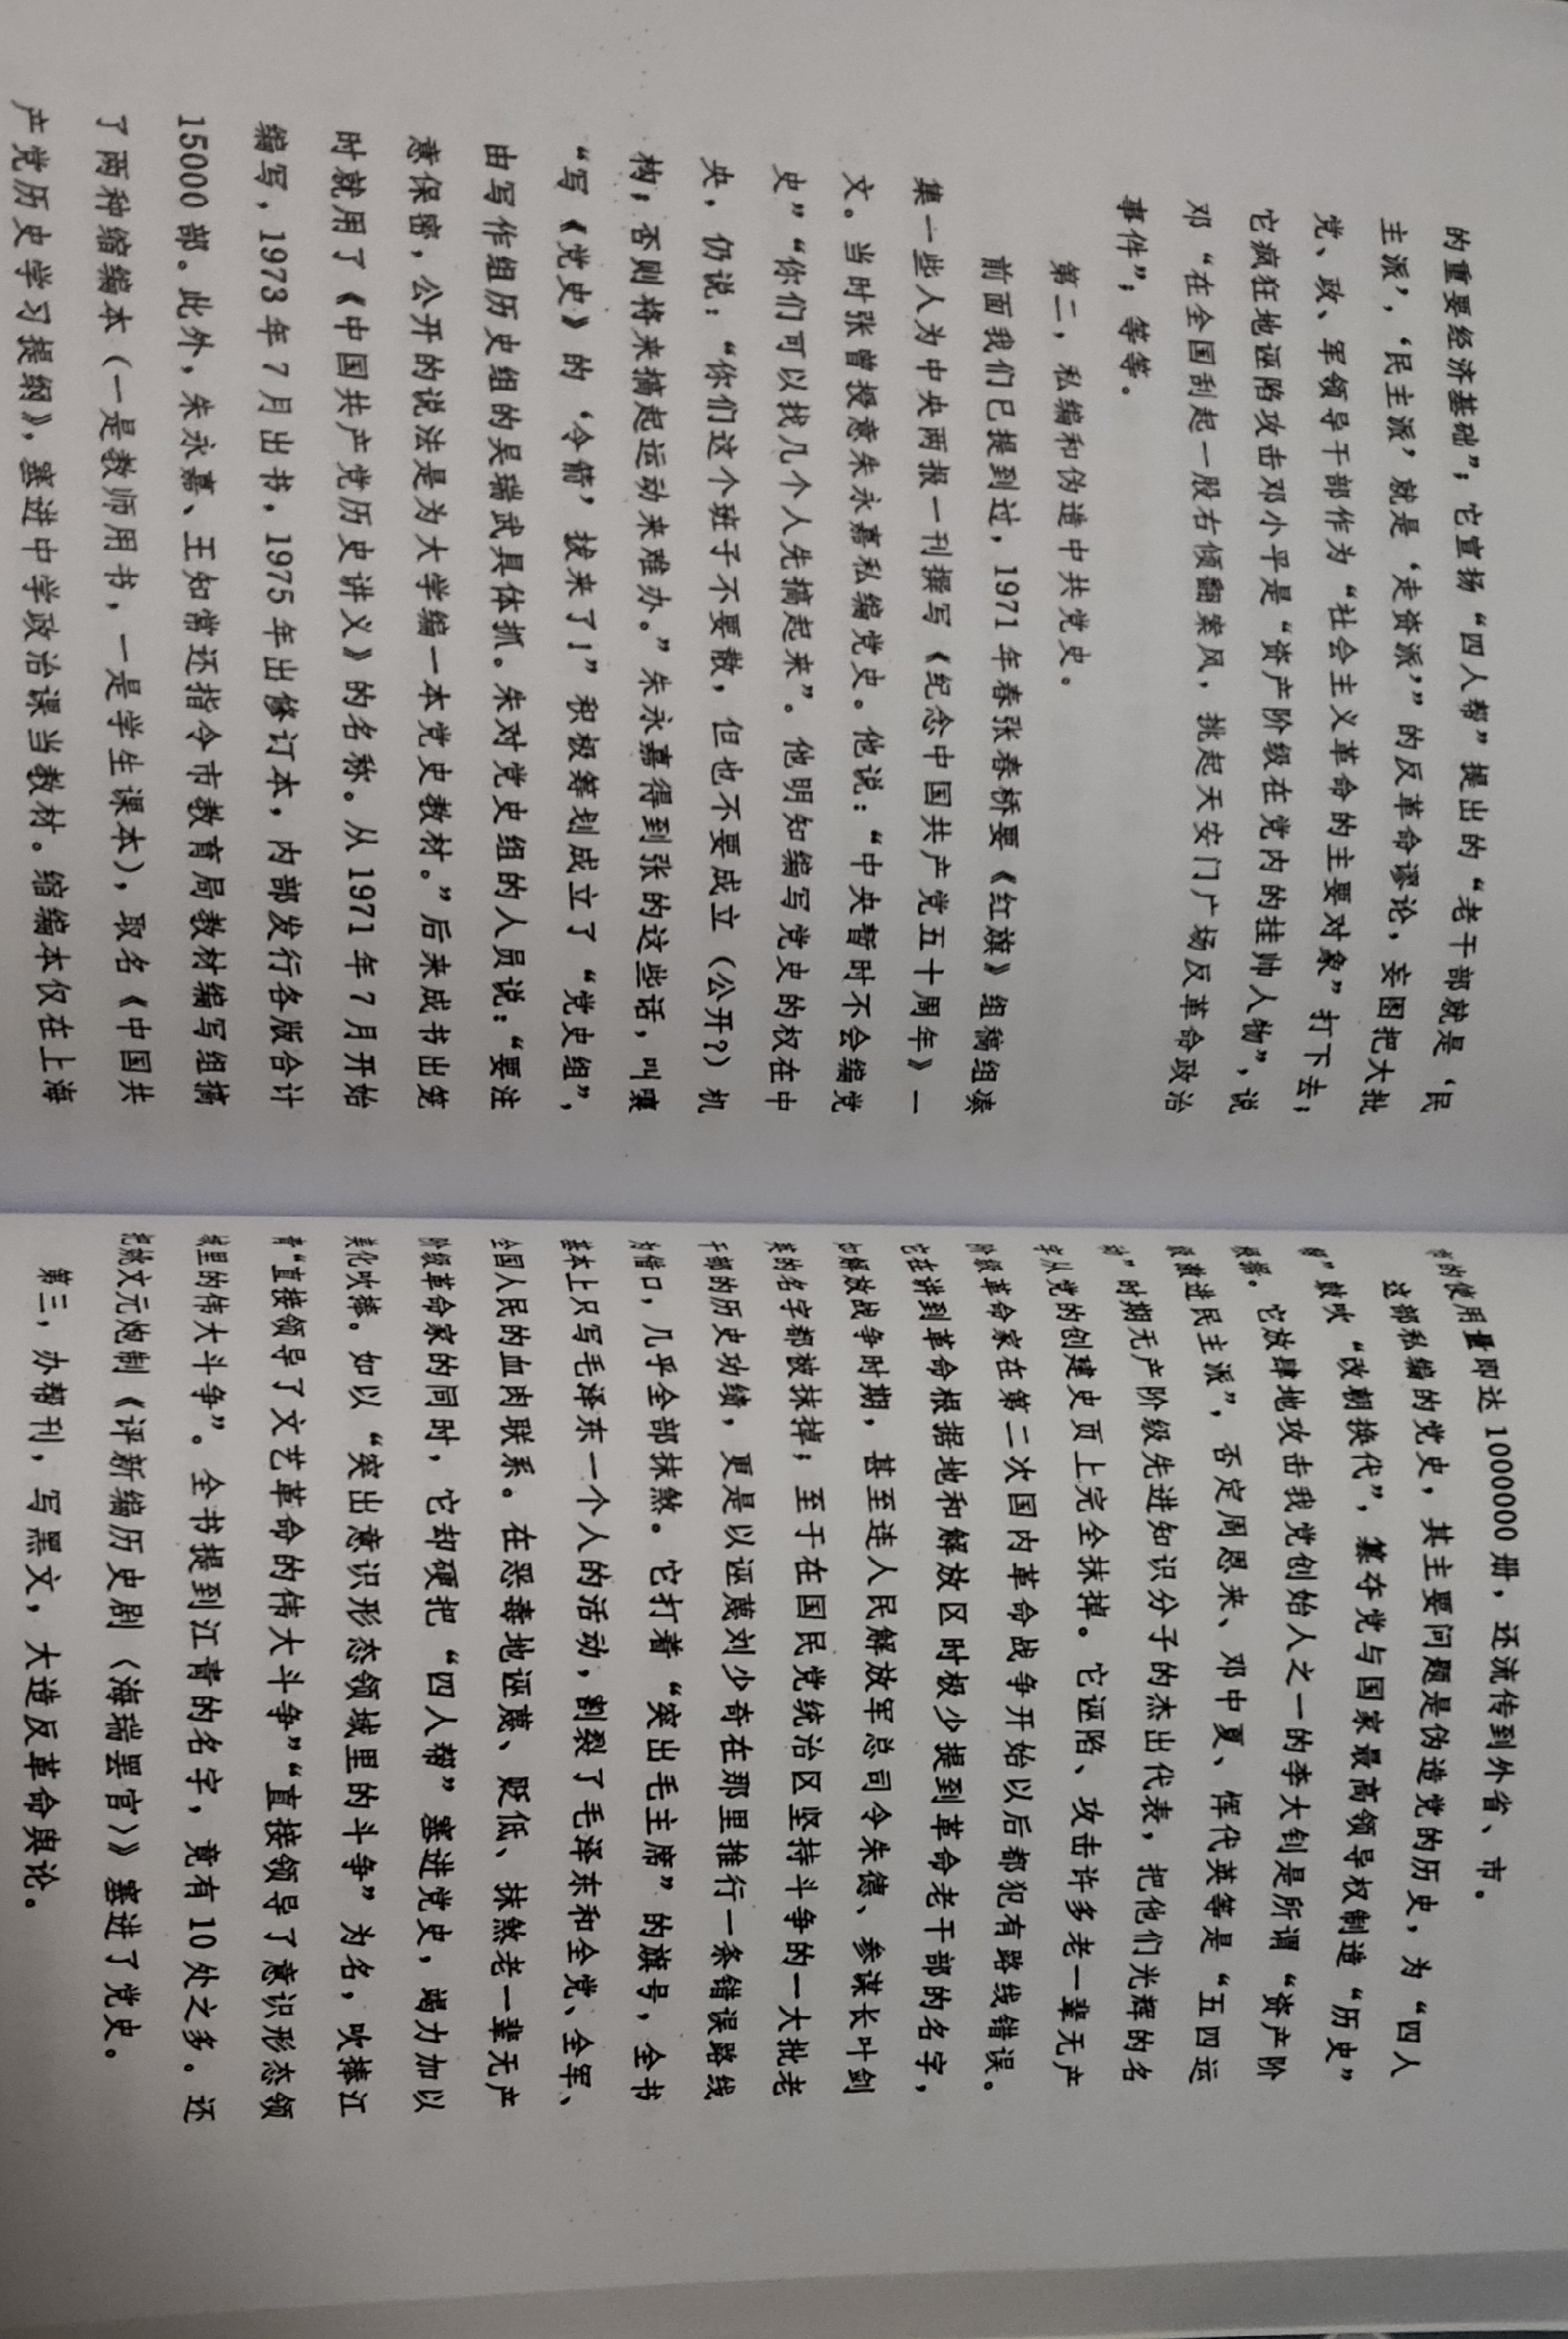 的重要经济基础”；它宣扬“四人帮”提出的“老干部就是‘民
主派’，‘民主派’就是‘走资派’”的反革命谬论，妄图把大批
党、政、军领导干部作为“社会主义革命的主要对象”打下去；
它疯狂地诬陷攻击邓小平是“资产阶级在党内的挂帅人物”，说
邓“在全国刮起一股右倾翻案风，挑起天安门广场反革命政治
事件”；等等。
第二，私编和伪造中共党史。
前面我们已提到过，1971年春张春桥要《红旗》组稿组凑
集一些人为中央两报一刊撰写《纪念中国共产党五十周年》一
文。当时张曾授意朱永嘉私编党史。他说：“中央暂时不会编党
史”“你们可以找几个人先搞起来”。他明知编写党史的权在中
央，仍说：“你们这个班子不要散，但也不要成立（公开？）机
构；否则将来搞起运动来难办。”朱永嘉得到张的这些话，叫嚷
“写《党史》的‘令箭’拔来了！”积极筹划成立了“党史组”，
由写作组历史组的吴瑞武具体抓。朱对党史组的人员说：“要注
意保密，公开的说法是为大学编一本党史教材。”后来成书出笼
时就用了《中国共产党历史讲义》的名称。从1971年7月开始
编写，1973年7月出书，1975年出修订本，内部发行各版合计
15000部。此外，朱永嘉、王知常还指令市教育局教材编写组搞
了两种缩编本（一是教师用书，一是学生课本），取名《中国共
产党历史学习提纲》，塞进中学政治课当教材。缩编本仅在上海
市的使用量即达1000000册，还流传到外省、市。
这部私编的党史，其主要问题是伪造党的历史，为“四人
帮”鼓吹“改朝换代”，篡夺党与国家最高领导权制造“历史”
根据。它放肆地攻击我党创始人之一的李大钊是所谓“资产阶
级激进民主派”，否定周恩来、邓中夏、恽代英等是“五四运
动”时期无产阶级先进知识分子的杰出代表，把他们光辉的名
字从党的创建史页上完全抹掉。它诬陷、攻击许多老一辈无产
阶级革命家在第二次国内革命战争开始以后都犯有路线错误。
它在讲到革命根据地和解放区时极少提到革命老干部的名字，
如解放战争时期，甚至连人民解放军总司令朱德、参谋长叶剑
英的名字都被抹掉；至于在国民党统治区坚持斗争的一大批老
干部的历史功绩，更是以诬蔑刘少奇在那里推行一条错误路线
为借口，几乎全部抹煞。它打着“突出毛主席”的旗号，全书
基本上只写毛泽东一个人的活动，割裂了毛泽东和全党、全军、
全国人民的血肉联系。在恶毒地诬蔑、贬低、抹煞老一辈无产
阶级革命家的同时，它却硬把“四人帮”塞进党史，竭力加以
美化吹捧。如以“突出意识形态领域里的斗争”为名，吹捧江
青“直接领导了文艺革命的伟大斗争”“直接领导了意识形态领
域里的伟大斗争”。全书提到江青的名字，竟有10处之多。还
把姚文元炮制《评新编历史剧〈海瑞罢官〉》塞进了党史。
第三，办帮刊，写黑文，大造反革命舆论。